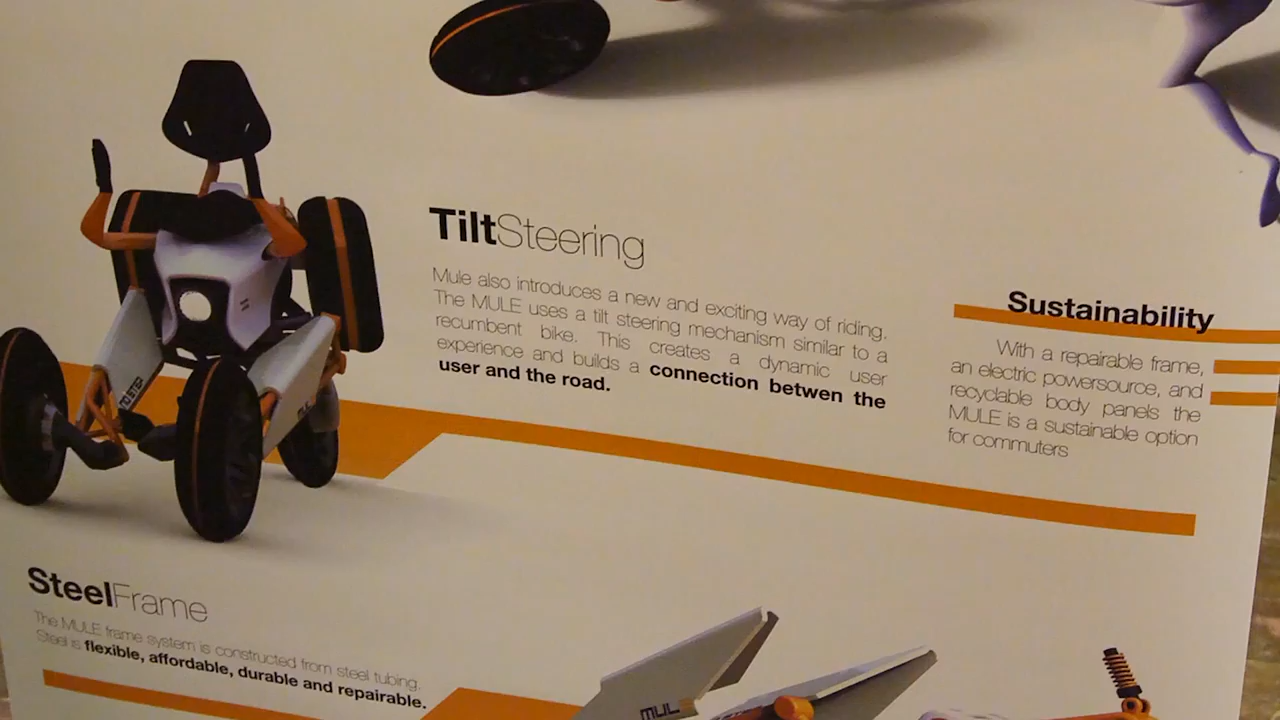 TiltSteering
Mule also introduces a new and exciting way of riding.
The MULE uses a tilt steering mechanism similar to a
recumbent bike. This creates a dynamic user
experience and builds a connection betwen the
user and the road.
Sustainability
With a repairable frame,
an electric powersource, and
recyclable body panels the
MULE is a sustainable option
for commuters
SteelFrame
The MULE frame system is constructed from steel tubing.
Steel is flexible, affordable, durable and repairable.
MUL